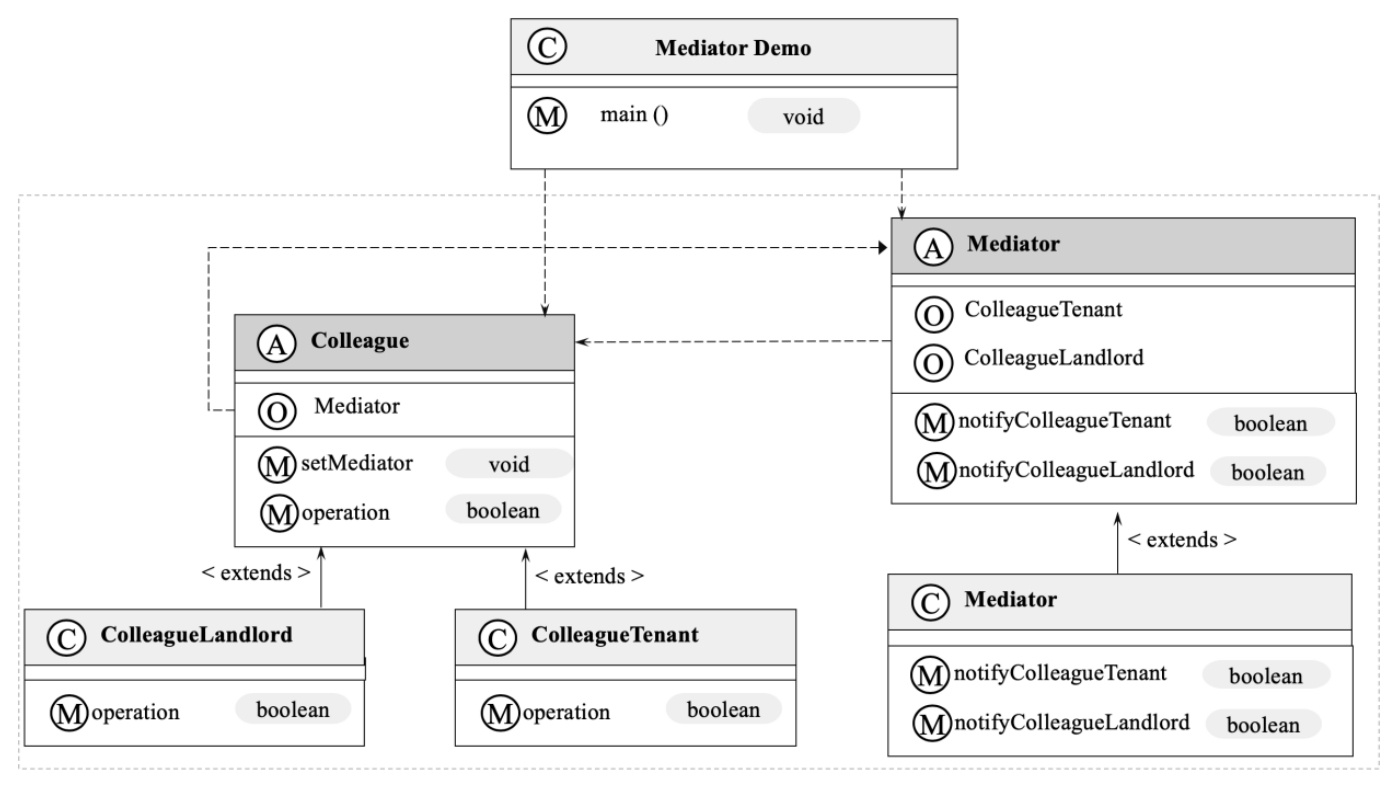 C Mediator Demo
M main () void
A Mediator
O ColleagueTenant
O ColleagueLandlord
M notifyColleagueTenant boolean
M notifyColleagueLandlord boolean
A Colleague
O Mediator
M setMediator void
M operation boolean
< extends >
< extends >
< extends >
C ColleagueLandlord
M operation boolean
C ColleagueTenant
M operation boolean
C Mediator
M notifyColleagueTenant boolean
M notifyColleagueLandlord boolean